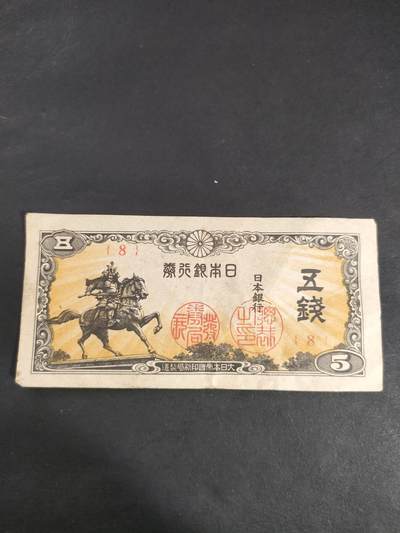 五
{ 8 }
日本銀行券
日本銀行
五錢
{ 8 }
5
大日本帝國印刷局製造